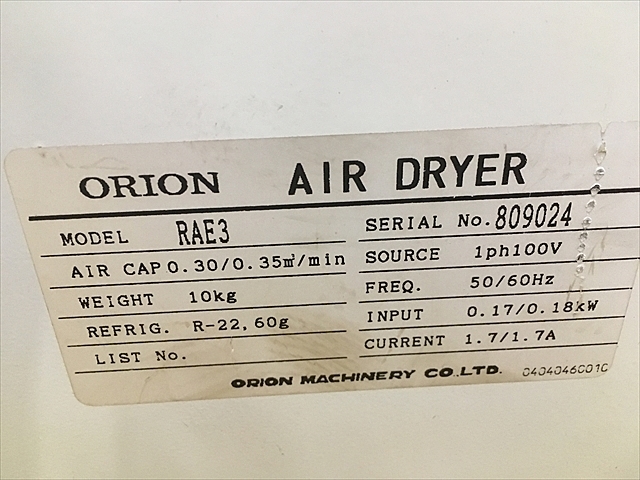 ORION AIR DRYER
MODEL RAE3
SERIAL No. 809024
AIR CAP 0.30/0.35㎥/min
SOURCE 1ph100V
WEIGHT 10kg
FREQ. 50/60Hz
REFRIG. R-22, 60g
INPUT 0.17/0.18kW
LIST No.
CURRENT 1.7/1.7A
ORION MACHINERY CO.,LTD.